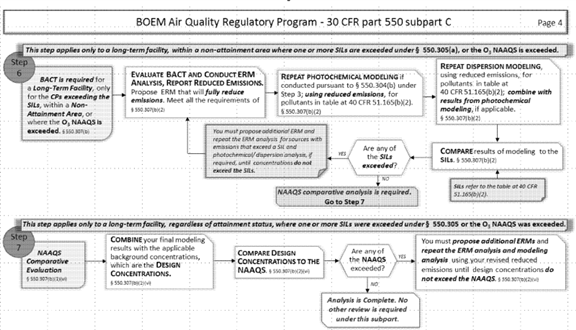 BOEM Air Quality Regulatory Program - 30 CFR part 550 subpart C
Page 4
This step applies only to a long-term facility, within a non-attainment area where one or more SILs are exceeded under § 550.305(a), or the O3 NAAQS is exceeded.
Step
6
BACT is required for
a Long-Term Facility, only
for the CPs exceeding the
SILs, within a Non-
Attainment Area, or
where the O3 NAAQS is
exceeded. § 550.307(b)
EVALUATE BACT AND CONDUCT ERM
ANALYSIS, REPORT REDUCED EMISSIONS.
Propose ERM that will fully reduce
emissions. Meet all the requirements of
§ 550.307(b)(2)
REPEAT PHOTOCHEMICAL MODELING if
conducted pursuant to § 550.304(b) under
Step 3; using reduced emissions, for
pollutants in table at 40 CFR 51.165(b)(2).
§ 550.307(b)(2)
REPEAT DISPERSION MODELING,
using reduced emissions, for
pollutants in table at 40 CFR
51.165(b)(2); combine with
results from photochemical
modeling, if applicable.
§ 550.307(b)(2)
You must propose additional ERM and
repeat the ERM analysis for sources with
emissions that exceed a SIL and
photochemical/dispersion analysis, if
required, until concentrations do not
exceed the SILs.
YES
Are any of
the SILs
exceeded?
COMPARE results of modeling to the
SILs. § 550.307(b)(2)
NO
NAAQS comparative analysis is required.
Go to Step 7
SILs refer to the table at 40 CFR
51.165(b)(2).
This step applies only to a long-term facility, regardless of attainment status, where one or more SILs were exceeded under § 550.305 or the O3 NAAQS was exceeded.
Step
7
NAAQS
Comparative
Evaluation
COMBINE your final modeling
results with the applicable
background concentrations,
which are the DESIGN
CONCENTRATIONS.
COMPARE DESIGN
CONCENTRATIONS TO THE
NAAQS.
Are any of
the NAAQS
exceeded?
YES
You must propose additional ERMs and
repeat the ERM analysis and modeling
analysis using your revised reduced
emissions until design concentrations do
not exceed the NAAQS.
NO
Analysis is Complete. No
other review is required
under this subpart.